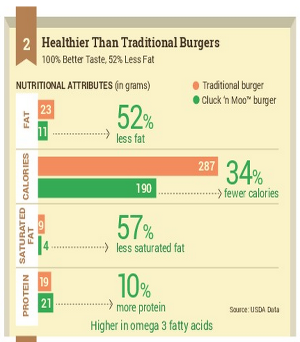 2
Healthier Than Traditional Burgers
100% Better Taste, 52% Less Fat
NUTRITIONAL ATTRIBUTES (in grams)
Traditional burger
Cluck 'n Moo™ burger
FAT
23
11
52%
less fat
CALORIES
287
190
34%
fewer calories
SATURATED
FAT
9
4
57%
less saturated fat
PROTEIN
19
21
10%
more protein
Source: USDA Data
Higher in omega 3 fatty acids